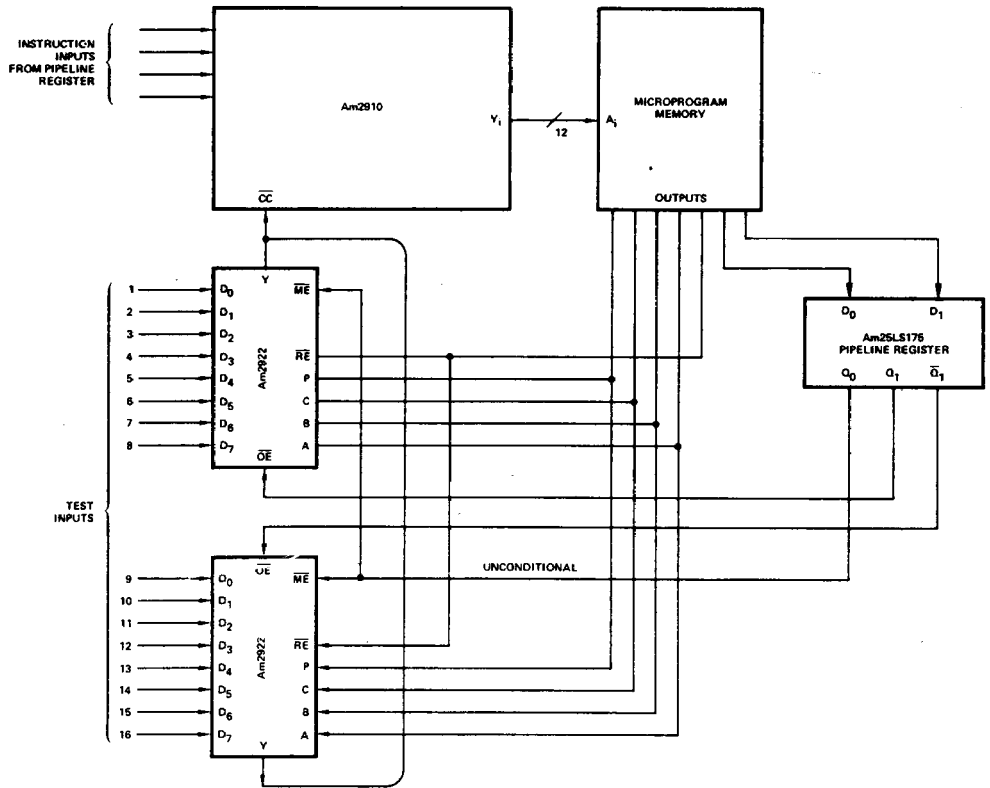 INSTRUCTION
INPUTS
FROM PIPELINE
REGISTER
Am2910
Yi
12
Ai
MICROPROGRAM
MEMORY
OUTPUTS
CC
Y
1 D0
2 D1
3 D2
4 D3
5 D4
6 D5
7 D6
8 D7
Am2922
ME
RE
P
C
B
A
OE
D0 D1
Am25LS175
PIPELINE REGISTER
Q0 Q1 Q1
TEST
INPUTS
UNCONDITIONAL
OE
9 D0
10 D1
11 D2
12 D3
13 D4
14 D5
15 D6
16 D7
Am2922
ME
RE
P
C
B
A
Y